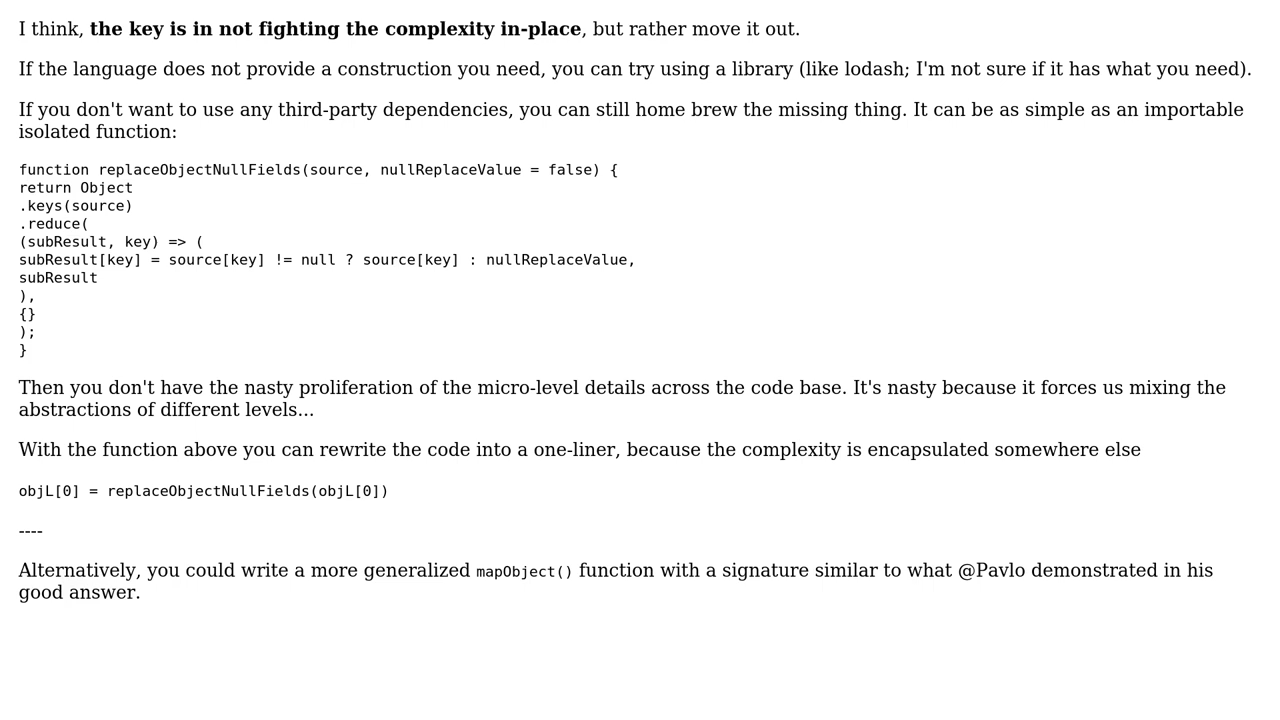 I think, the key is in not fighting the complexity in-place, but rather move it out.
If the language does not provide a construction you need, you can try using a library (like lodash; I'm not sure if it has what you need).
If you don't want to use any third-party dependencies, you can still home brew the missing thing. It can be as simple as an importable
isolated function:
function replaceObjectNullFields(source, nullReplaceValue = false) {
return Object
.keys(source)
.reduce(
(subResult, key) => (
subResult[key] = source[key] != null ? source[key] : nullReplaceValue,
subResult
),
{}
);
}
Then you don't have the nasty proliferation of the micro-level details across the code base. It's nasty because it forces us mixing the
abstractions of different levels...
With the function above you can rewrite the code into a one-liner, because the complexity is encapsulated somewhere else
objL[0] = replaceObjectNullFields(objL[0])
----
Alternatively, you could write a more generalized mapObject() function with a signature similar to what @Pavlo demonstrated in his
good answer.